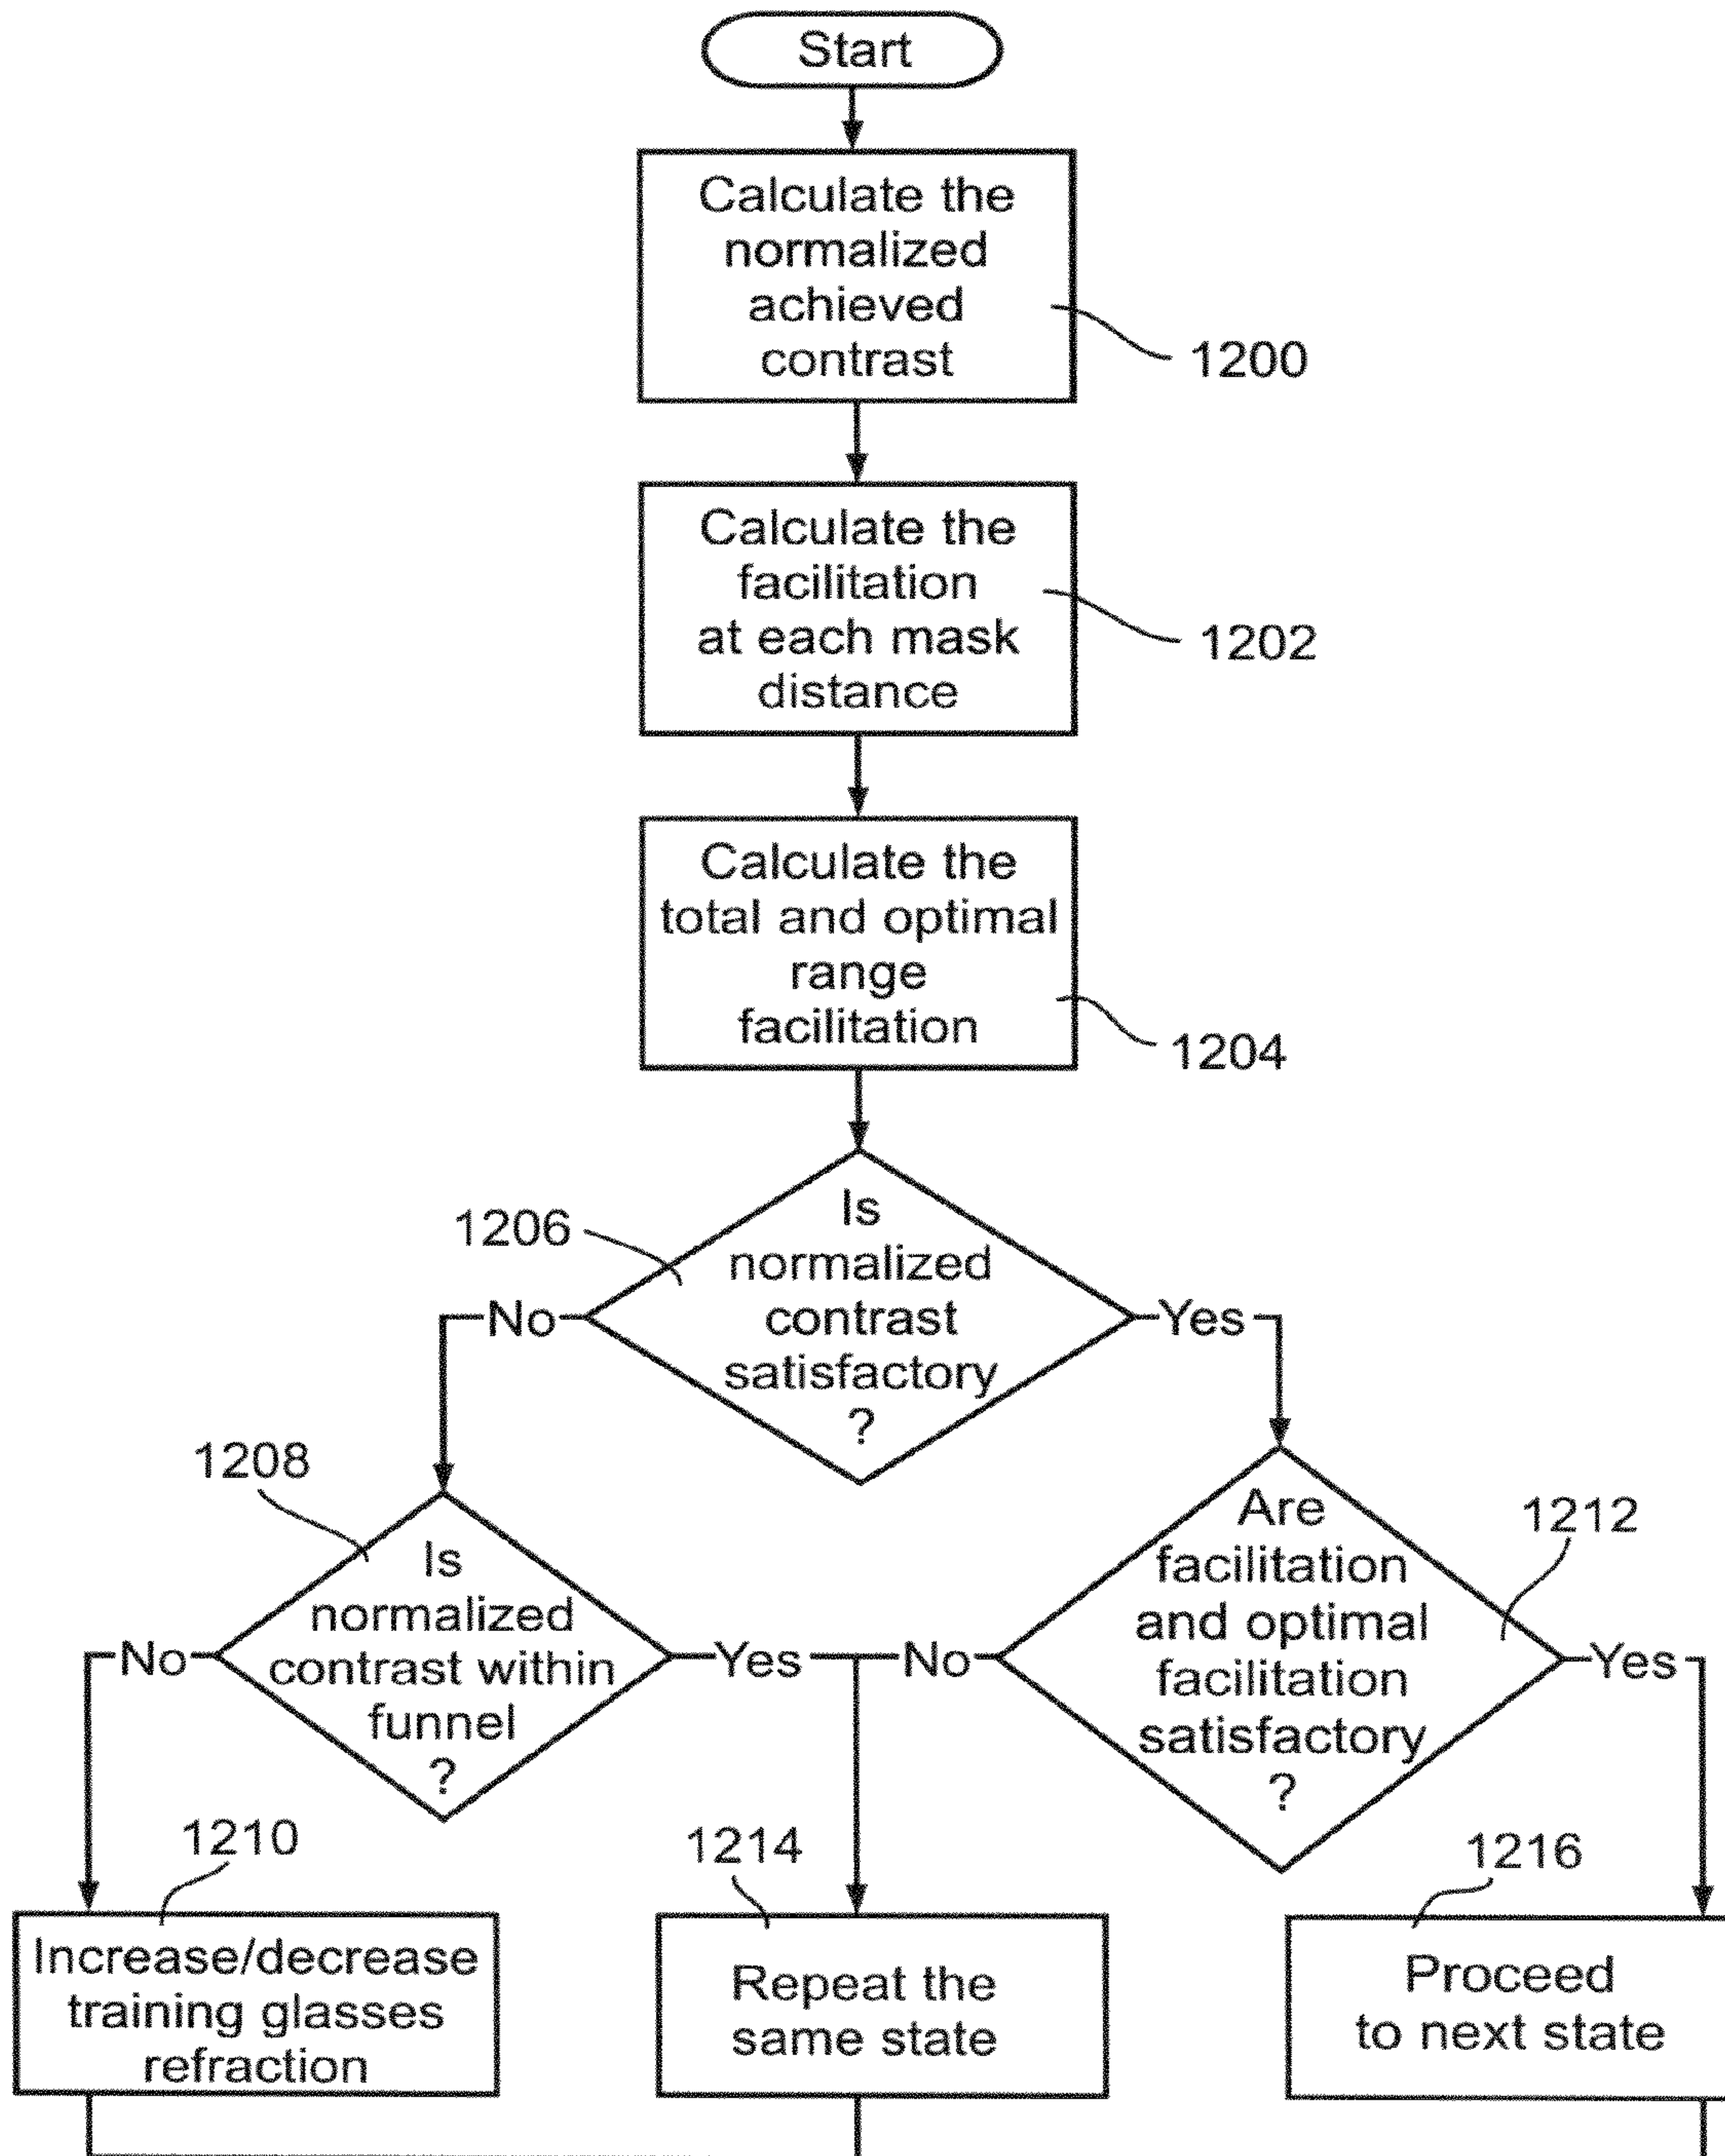 Start
Calculate the
normalized
achieved
contrast
1200
Calculate the
facilitation
at each mask
distance
1202
Calculate the
total and optimal
range
facilitation
1204
1206
Is
normalized
contrast
satisfactory
?
No
Yes
1208
Is
normalized
contrast within
funnel
?
No
Yes
1212
Are
facilitation
and optimal
facilitation
satisfactory
?
No
Yes
1210
Increase/decrease
training glasses
refraction
1214
Repeat the
same state
1216
Proceed
to next state